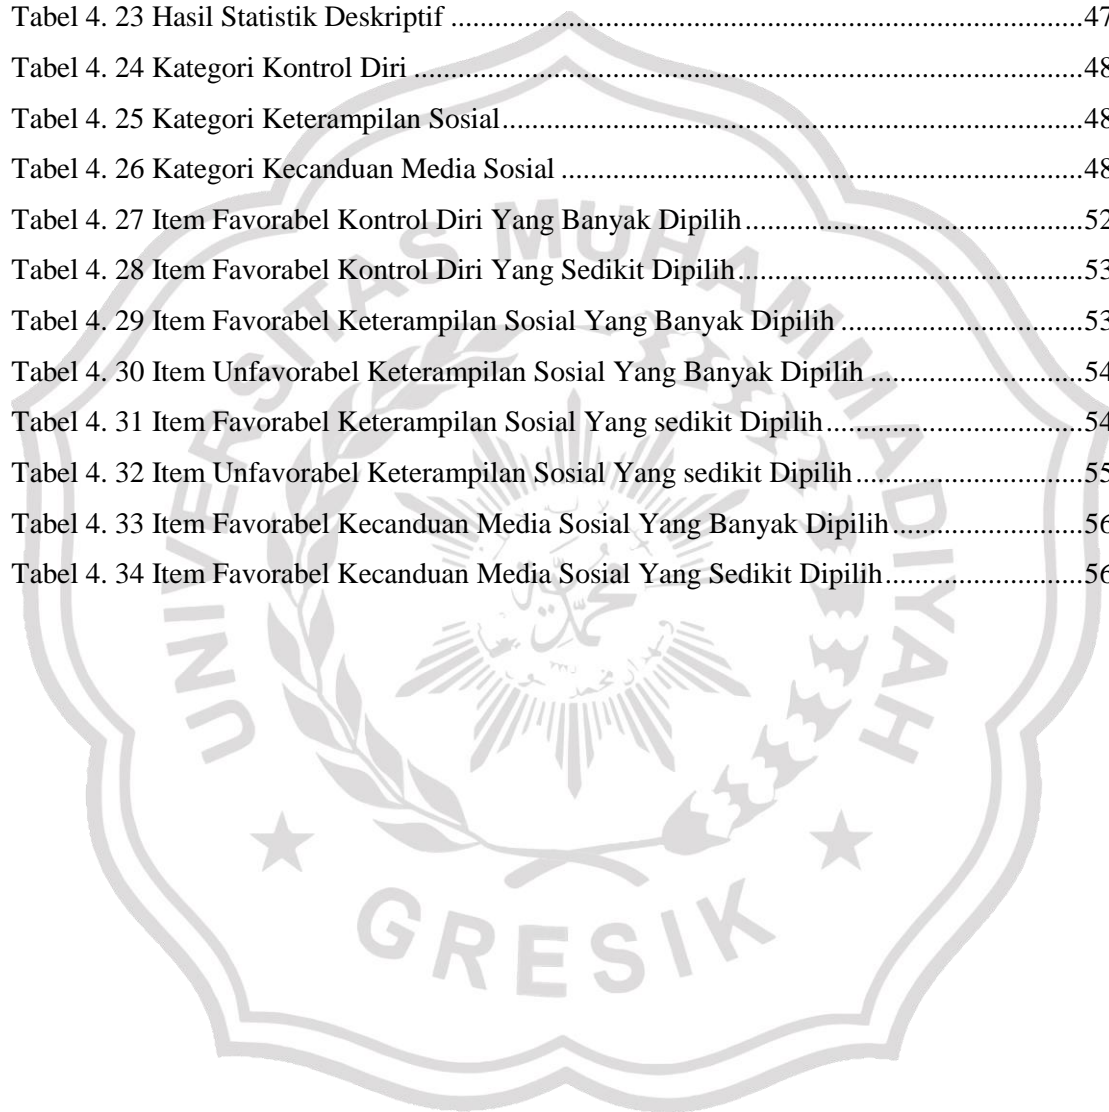 Tabel 4. 23 Hasil Statistik Deskriptif ....................................................................................47
Tabel 4. 24 Kategori Kontrol Diri .........................................................................................48
Tabel 4. 25 Kategori Keterampilan Sosial..............................................................................48
Tabel 4. 26 Kategori Kecanduan Media Sosial ......................................................................48
Tabel 4. 27 Item Favorabel Kontrol Diri Yang Banyak Dipilih.............................................52
Tabel 4. 28 Item Favorabel Kontrol Diri Yang Sedikit Dipilih..............................................53
Tabel 4. 29 Item Favorabel Keterampilan Sosial Yang Banyak Dipilih ................................53
Tabel 4. 30 Item Unfavorabel Keterampilan Sosial Yang Banyak Dipilih ............................54
Tabel 4. 31 Item Favorabel Keterampilan Sosial Yang sedikit Dipilih..................................54
Tabel 4. 32 Item Unfavorabel Keterampilan Sosial Yang sedikit Dipilih..............................55
Tabel 4. 33 Item Favorabel Kecanduan Media Sosial Yang Banyak Dipilih.........................56
Tabel 4. 34 Item Favorabel Kecanduan Media Sosial Yang Sedikit Dipilih..........................56
UNIVERSITAS MUHAMMADIYAH
GRESIK